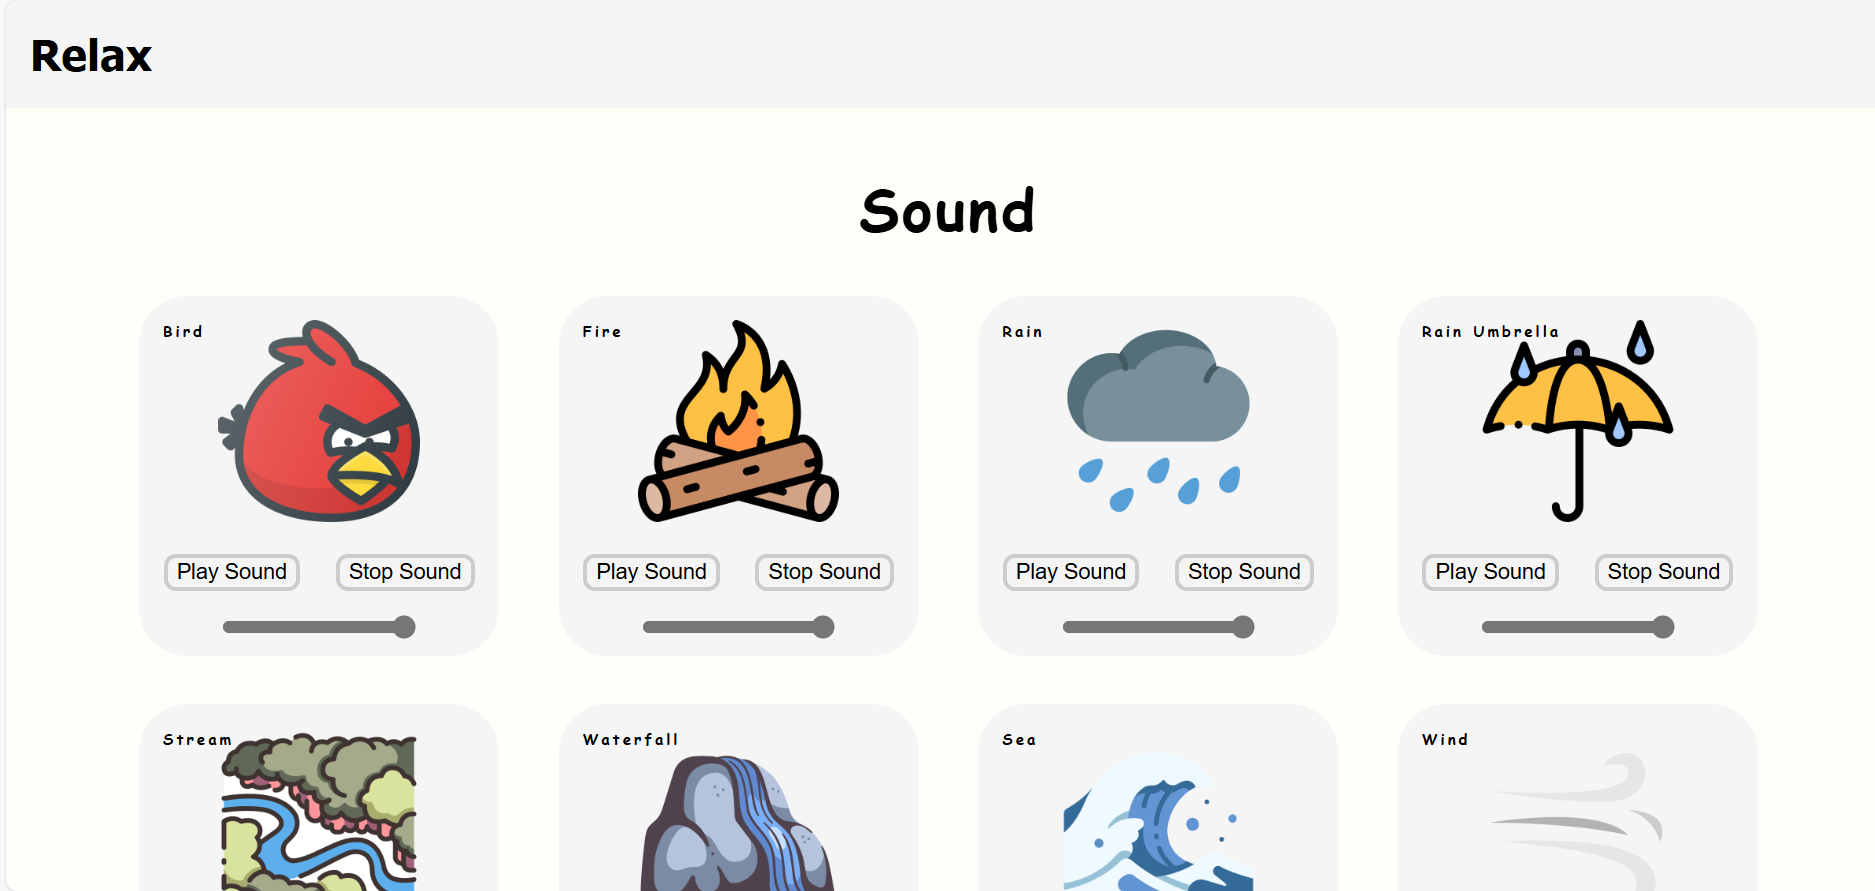 Relax
Sound
Bird
Fire
Rain
Rain Umbrella
Play Sound
Stop Sound
Play Sound
Stop Sound
Play Sound
Stop Sound
Play Sound
Stop Sound
Stream
Waterfall
Sea
Wind